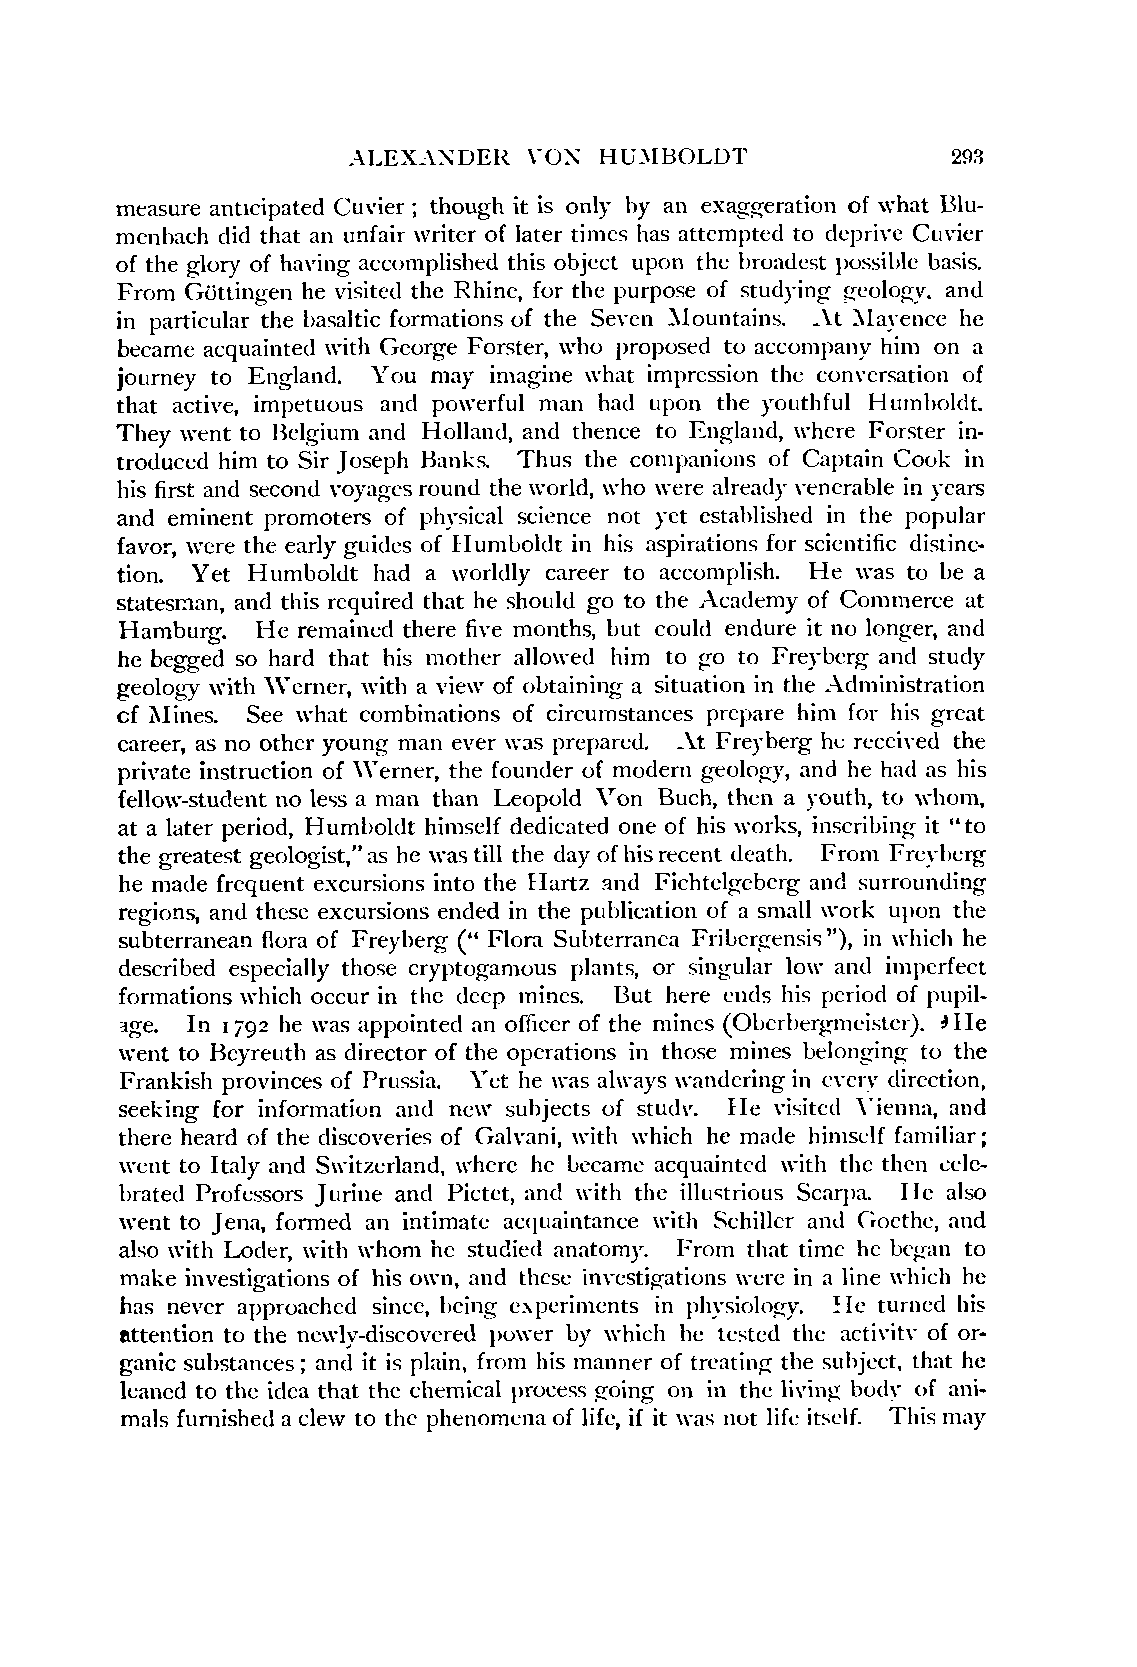 ALEXANDER VON HUMBOLDT 293
measure anticipated Cuvier ; though it is only by an exaggeration of what Blu-
menbach did that an unfair writer of later times has attempted to deprive Cuvier
of the glory of having accomplished this object upon the broadest possible basis.
From Göttingen he visited the Rhine, for the purpose of studying geology, and
in particular the basaltic formations of the Seven Mountains. At Mayence he
became acquainted with George Forster, who proposed to accompany him on a
journey to England. You may imagine what impression the conversation of
that active, impetuous and powerful man had upon the youthful Humboldt.
They went to Belgium and Holland, and thence to England, where Forster in-
troduced him to Sir Joseph Banks. Thus the companions of Captain Cook in
his first and second voyages round the world, who were already venerable in years
and eminent promoters of physical science not yet established in the popular
favor, were the early guides of Humboldt in his aspirations for scientific distinc-
tion. Yet Humboldt had a worldly career to accomplish. He was to be a
statesman, and this required that he should go to the Academy of Commerce at
Hamburg. He remained there five months, but could endure it no longer, and
he begged so hard that his mother allowed him to go to Freyberg and study
geology with Werner, with a view of obtaining a situation in the Administration
of Mines. See what combinations of circumstances prepare him for his great
career, as no other young man ever was prepared. At Freyberg he received the
private instruction of Werner, the founder of modern geology, and he had as his
fellow-student no less a man than Leopold Von Buch, then a youth, to whom,
at a later period, Humboldt himself dedicated one of his works, inscribing it "to
the greatest geologist," as he was till the day of his recent death. From Freyberg
he made frequent excursions into the Hartz and Fichtelgeberg and surrounding
regions, and these excursions ended in the publication of a small work upon the
subterranean flora of Freyberg (" Flora Subterranea Fribergensis"), in which he
described especially those cryptogamous plants, or singular low and imperfect
formations which occur in the deep mines. But here ends his period of pupil-
age. In 1792 he was appointed an officer of the mines (Oberbergmeister). He
went to Beyreuth as director of the operations in those mines belonging to the
Frankish provinces of Prussia. Yet he was always wandering in every direction,
seeking for information and new subjects of study. He visited Vienna, and
there heard of the discoveries of Galvani, with which he made himself familiar;
went to Italy and Switzerland, where he became acquainted with the then cele-
brated Professors Jurine and Pictet, and with the illustrious Scarpa. He also
went to Jena, formed an intimate acquaintance with Schiller and Goethe, and
also with Loder, with whom he studied anatomy. From that time he began to
make investigations of his own, and these investigations were in a line which he
has never approached since, being experiments in physiology. He turned his
attention to the newly-discovered power by which he tested the activity of or-
ganic substances ; and it is plain, from his manner of treating the subject, that he
leaned to the idea that the chemical process going on in the living body of ani-
mals furnished a clew to the phenomena of life, if it was not life itself. This may